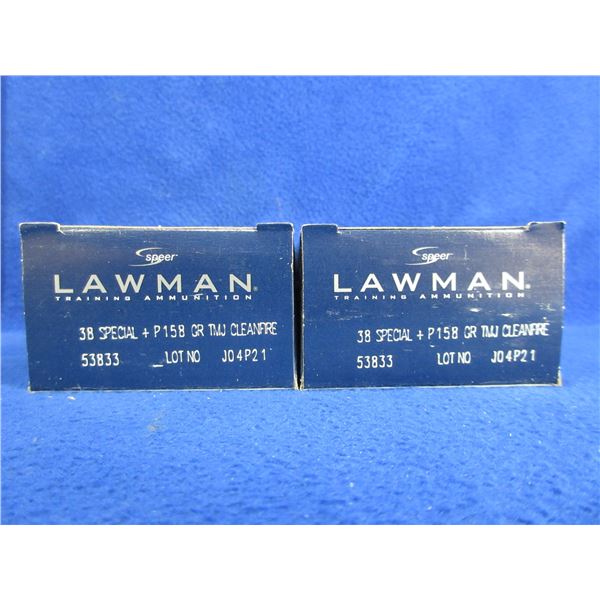 speer
LAWMAN®
TRAINING AMMUNITION
38 SPECIAL + P 158 GR TMJ CLEANFIRE
53833 LOT NO J04P21
speer
LAWMAN®
TRAINING AMMUNITION
38 SPECIAL + P 158 GR TMJ CLEANFIRE
53833 LOT NO J04P21